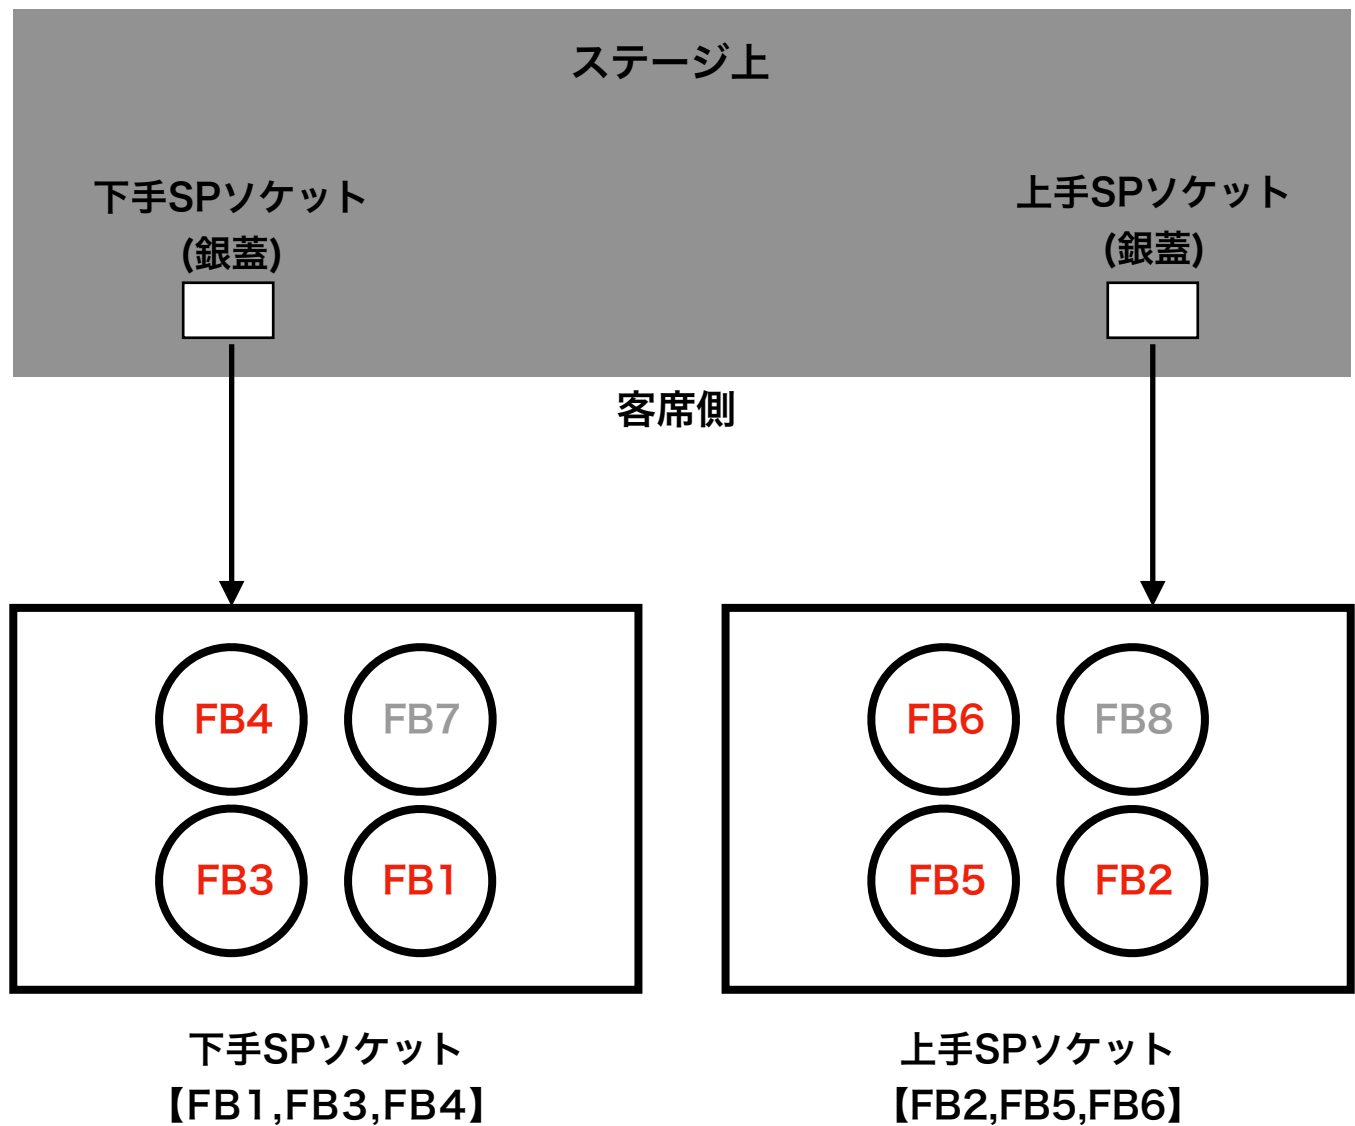 ステージ上
下手SPソケット
(銀蓋)
上手SPソケット
(銀蓋)
客席側
FB4 FB7
FB3 FB1
FB6 FB8
FB5 FB2
下手SPソケット
【FB1,FB3,FB4】
上手SPソケット
【FB2,FB5,FB6】